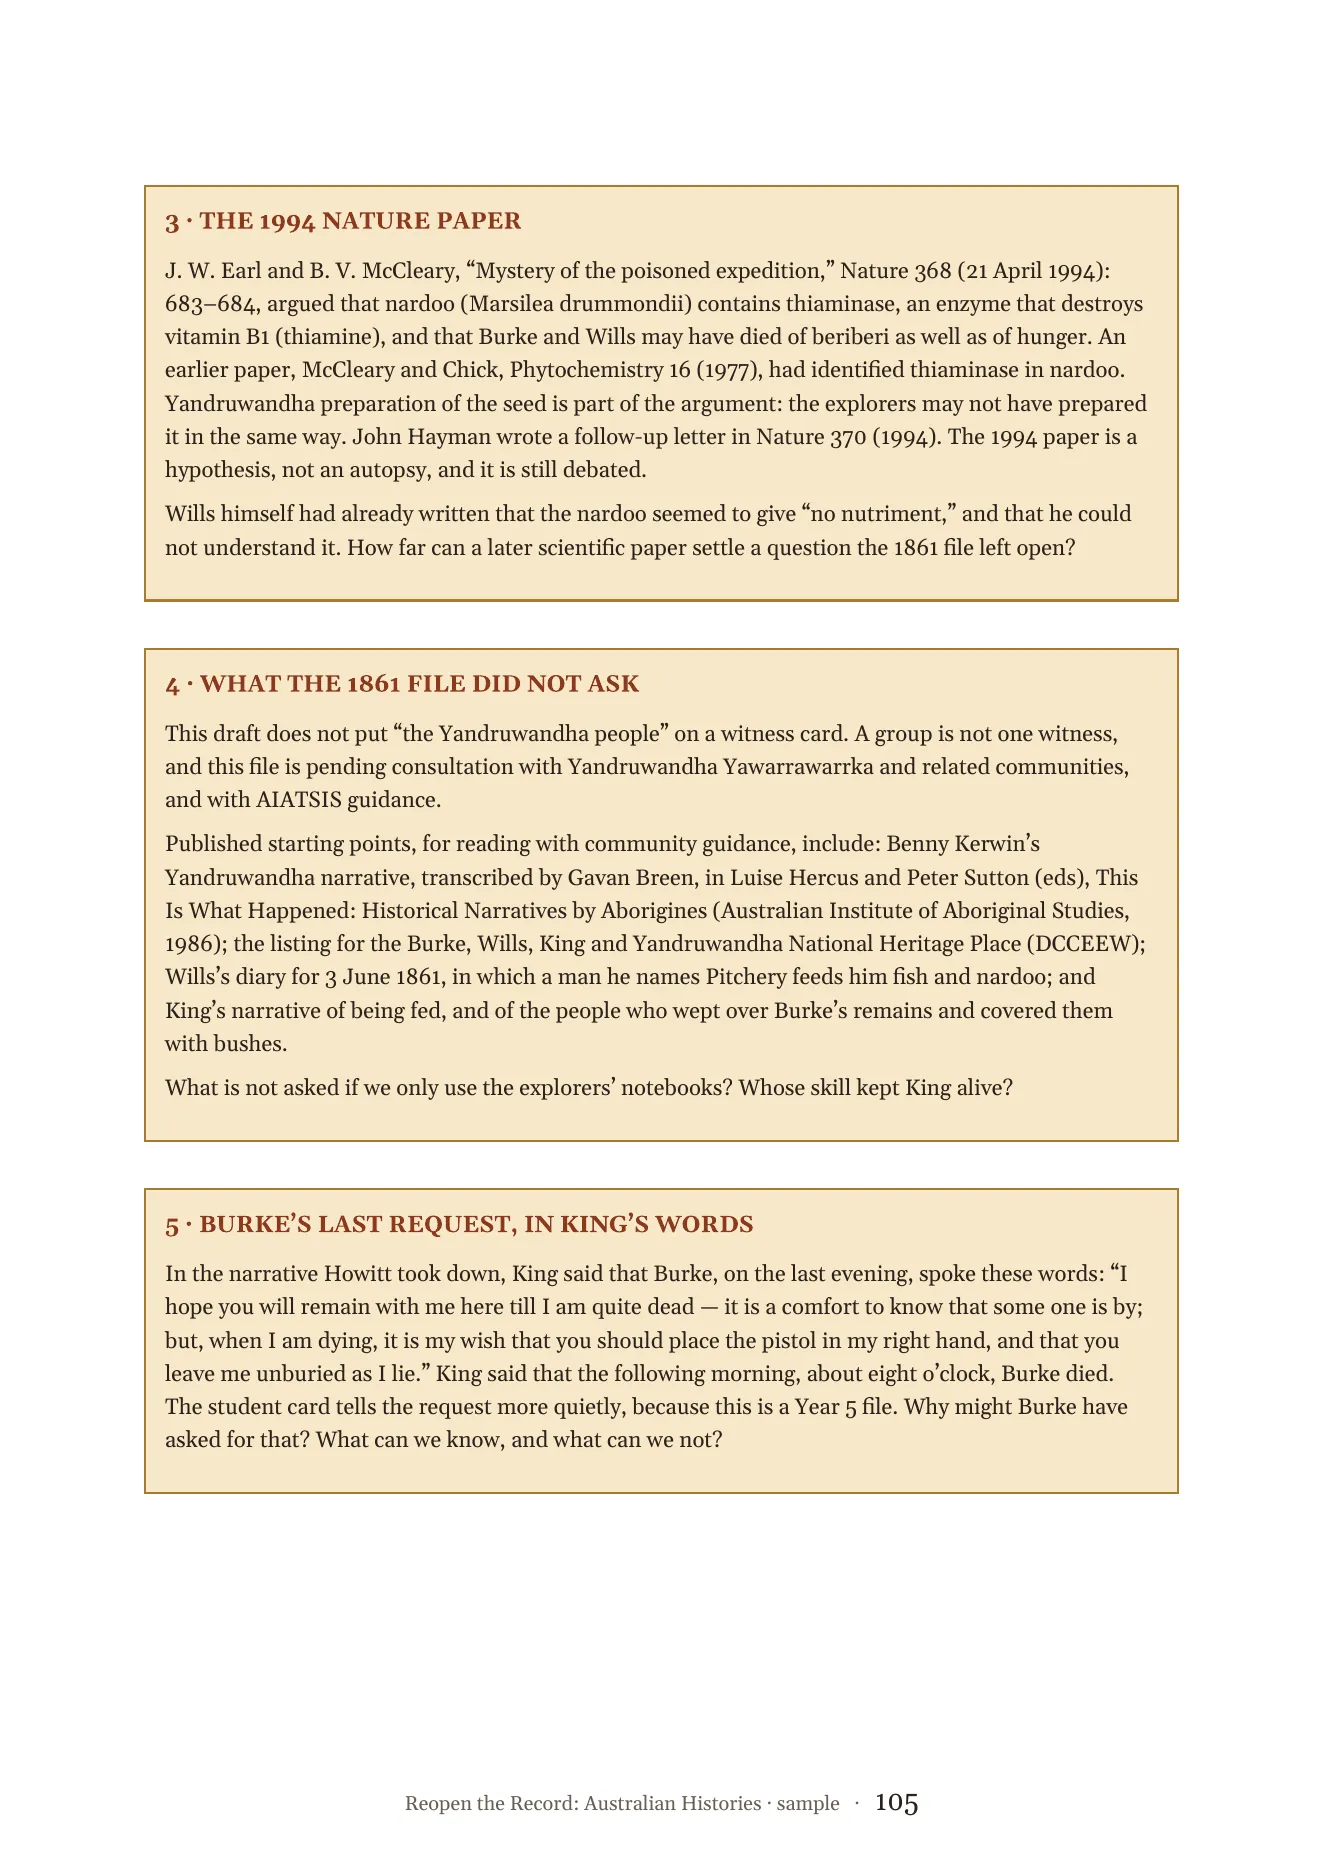 3 · THE 1994 NATURE PAPER
J. W. Earl and B. V. McCleary, “Mystery of the poisoned expedition,” Nature 368 (21 April 1994):
683–684, argued that nardoo (Marsilea drummondii) contains thiaminase, an enzyme that destroys
vitamin B1 (thiamine), and that Burke and Wills may have died of beriberi as well as of hunger. An
earlier paper, McCleary and Chick, Phytochemistry 16 (1977), had identified thiaminase in nardoo.
Yandruwandha preparation of the seed is part of the argument: the explorers may not have prepared
it in the same way. John Hayman wrote a follow-up letter in Nature 370 (1994). The 1994 paper is a
hypothesis, not an autopsy, and it is still debated.
Wills himself had already written that the nardoo seemed to give “no nutriment,” and that he could
not understand it. How far can a later scientific paper settle a question the 1861 file left open?
4 · WHAT THE 1861 FILE DID NOT ASK
This draft does not put “the Yandruwandha people” on a witness card. A group is not one witness,
and this file is pending consultation with Yandruwandha Yawarrawarrka and related communities,
and with AIATSIS guidance.
Published starting points, for reading with community guidance, include: Benny Kerwin’s
Yandruwandha narrative, transcribed by Gavan Breen, in Luise Hercus and Peter Sutton (eds), This
Is What Happened: Historical Narratives by Aborigines (Australian Institute of Aboriginal Studies,
1986); the listing for the Burke, Wills, King and Yandruwandha National Heritage Place (DCCEEW);
Wills’s diary for 3 June 1861, in which a man he names Pitchery feeds him fish and nardoo; and
King’s narrative of being fed, and of the people who wept over Burke’s remains and covered them
with bushes.
What is not asked if we only use the explorers’ notebooks? Whose skill kept King alive?
5 · BURKE’S LAST REQUEST, IN KING’S WORDS
In the narrative Howitt took down, King said that Burke, on the last evening, spoke these words: “I
hope you will remain with me here till I am quite dead — it is a comfort to know that some one is by;
but, when I am dying, it is my wish that you should place the pistol in my right hand, and that you
leave me unburied as I lie.” King said that the following morning, about eight o’clock, Burke died.
The student card tells the request more quietly, because this is a Year 5 file. Why might Burke have
asked for that? What can we know, and what can we not?
Reopen the Record: Australian Histories · sample · 105